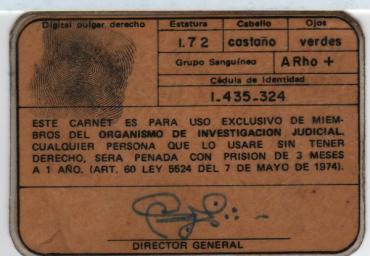 Digital pulgar derecho
Estatura Cabello Ojos
1.72 castaño verdes
Grupo Sanguíneo ARho +
Cédula de Identidad
1-435-324
ESTE CARNET ES PARA USO EXCLUSIVO DE MIEM-
BROS DEL ORGANISMO DE INVESTIGACION JUDICIAL.
CUALQUIER PERSONA QUE LO USARE SIN TENER
DERECHO, SERA PENADA CON PRISION DE 3 MESES
A 1 AÑO. (ART. 60 LEY 5524 DEL 7 DE MAYO DE 1974).
DIRECTOR GENERAL